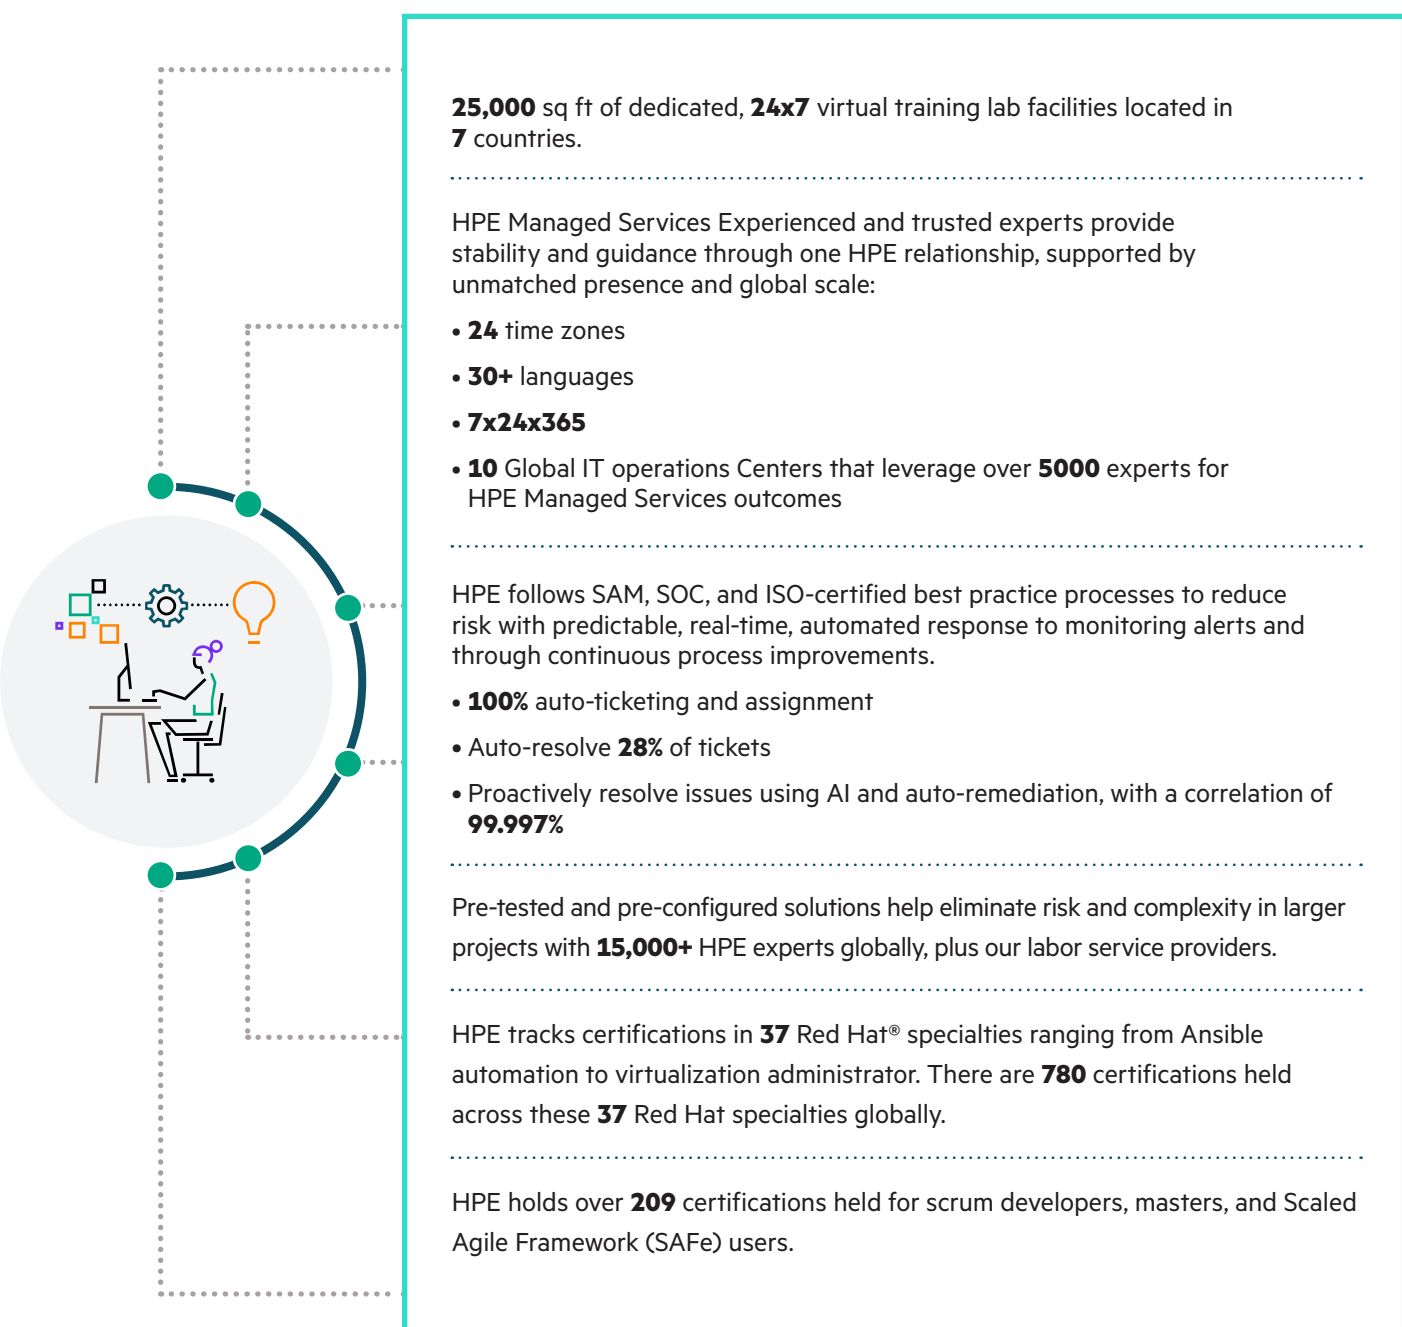 25,000 sq ft of dedicated, 24x7 virtual training lab facilities located in
7 countries.
HPE Managed Services Experienced and trusted experts provide
stability and guidance through one HPE relationship, supported by
unmatched presence and global scale:
• 24 time zones
• 30+ languages
• 7x24x365
• 10 Global IT operations Centers that leverage over 5000 experts for
HPE Managed Services outcomes
HPE follows SAM, SOC, and ISO-certified best practice processes to reduce
risk with predictable, real-time, automated response to monitoring alerts and
through continuous process improvements.
• 100% auto-ticketing and assignment
• Auto-resolve 28% of tickets
• Proactively resolve issues using AI and auto-remediation, with a correlation of
99.997%
Pre-tested and pre-configured solutions help eliminate risk and complexity in larger
projects with 15,000+ HPE experts globally, plus our labor service providers.
HPE tracks certifications in 37 Red Hat® specialties ranging from Ansible
automation to virtualization administrator. There are 780 certifications held
across these 37 Red Hat specialties globally.
HPE holds over 209 certifications held for scrum developers, masters, and Scaled
Agile Framework (SAFe) users.